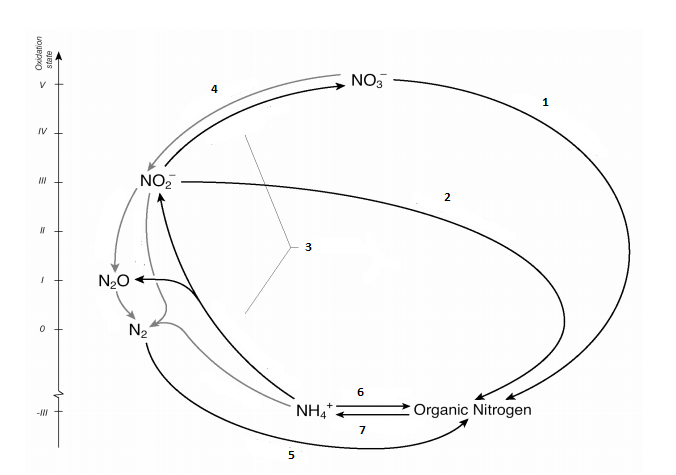 Oxidation
state
V
IV
III
II
I
0
-III
4
NO₃⁻
1
NO₂⁻
2
3
N₂O
N₂
6
NH₄⁺
Organic Nitrogen
7
5